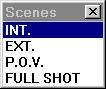 Scenes
INT.
EXT.
P.O.V.
FULL SHOT